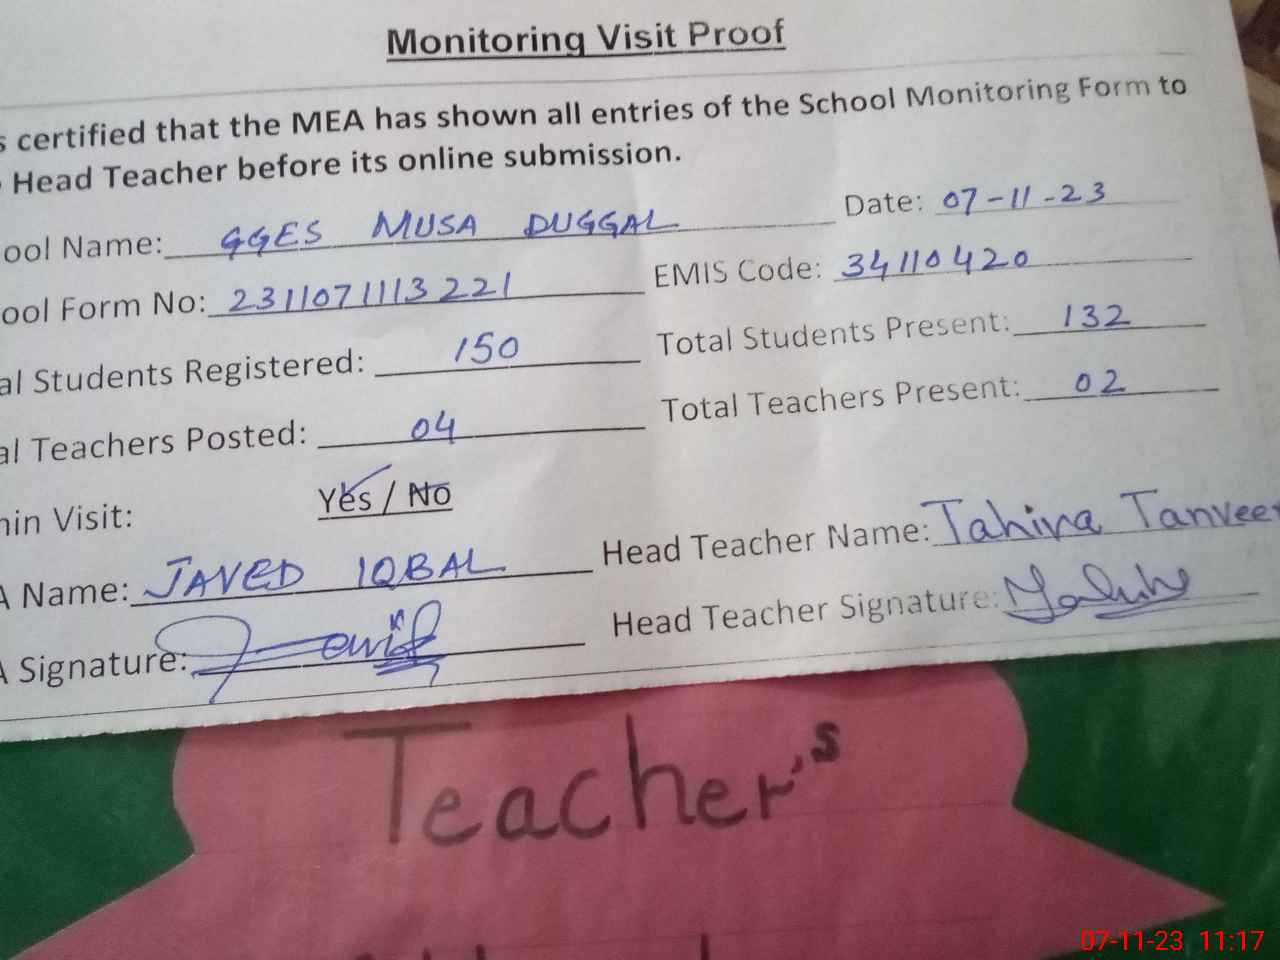 Monitoring Visit Proof
s certified that the MEA has shown all entries of the School Monitoring Form to
Head Teacher before its online submission.
ool Name: GGES MUSA DUGGAL Date: 07-11-23
ool Form No: 2311071113221 EMIS Code: 34110420
al Students Registered: 150 Total Students Present: 132
al Teachers Posted: 04 Total Teachers Present: 02
min Visit: Yes / No
A Name: JAVED IQBAL Head Teacher Name: Tahira Tanveer
A Signature: Head Teacher Signature:
Teacher's
07-11-23 11:17